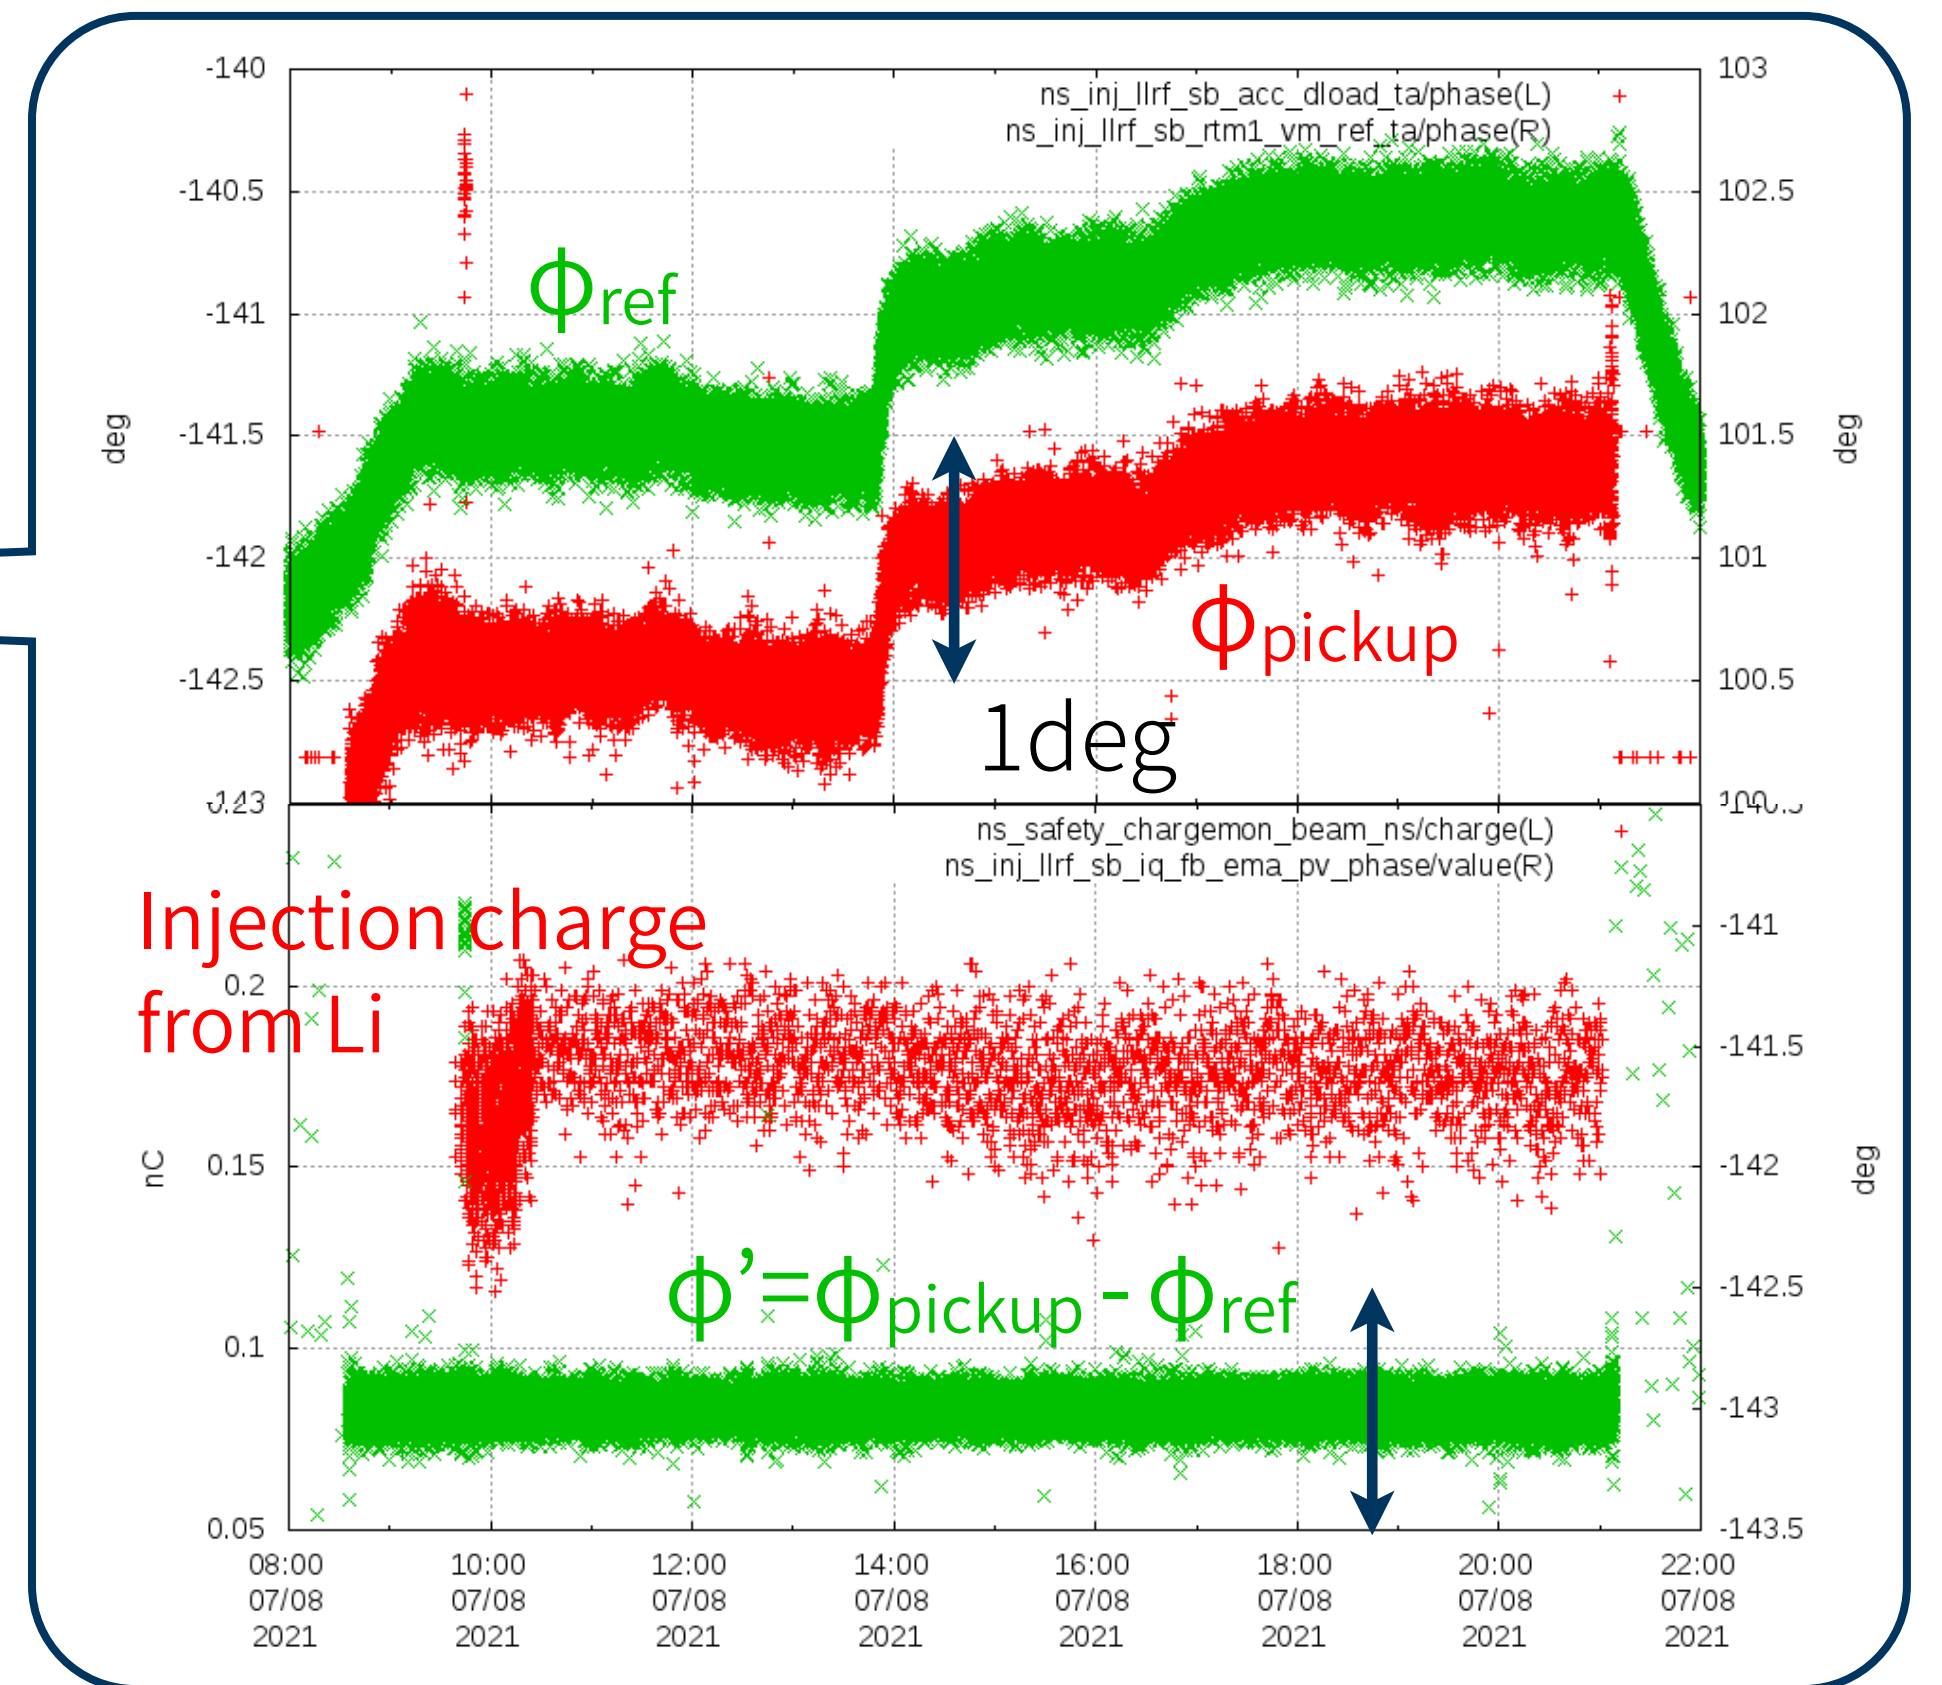 -140
103
ns_inj_llrf_sb_acc_dload_ta/phase(L)
ns_inj_llrf_sb_rtm1_vm_ref_ta/phase(R)
-140.5
102.5
ϕref
-141
102
deg
-141.5
101.5
deg
-142
101
ϕpickup
-142.5
100.5
1deg
0.23
100
-140.5
ns_safety_chargemon_beam_ns/charge(L)
ns_inj_llrf_sb_iq_fb_ema_pv_phase/value(R)
Injection charge
from Li
-141
0.2
-141.5
nC
0.15
-142
deg
ϕ’=ϕpickup - ϕref
-142.5
0.1
-143
0.05
-143.5
08:00 10:00 12:00 14:00 16:00 18:00 20:00 22:00
07/08 07/08 07/08 07/08 07/08 07/08 07/08 07/08
2021 2021 2021 2021 2021 2021 2021 2021